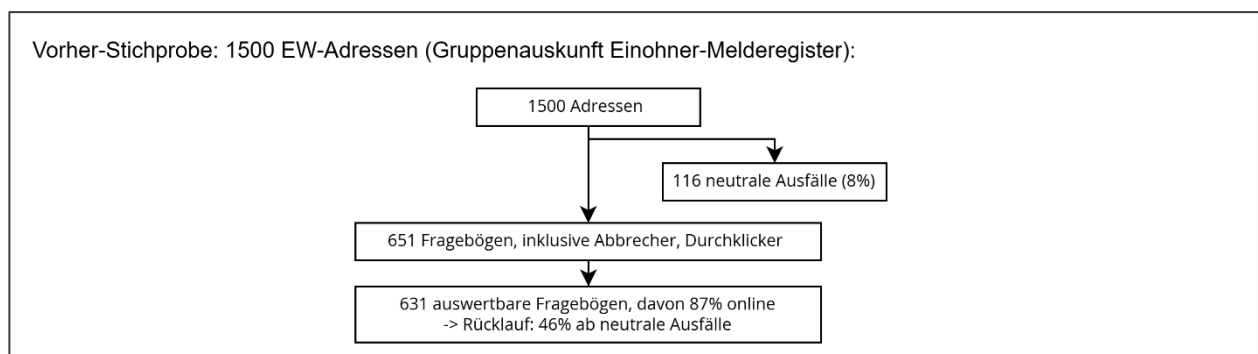 Vorher-Stichprobe: 1500 EW-Adressen (Gruppenauskunft Einohner-Melderegister):
1500 Adressen
116 neutrale Ausfälle (8%)
651 Fragebögen, inklusive Abbrecher, Durchklicker
631 auswertbare Fragebögen, davon 87% online
-> Rücklauf: 46% ab neutrale Ausfälle